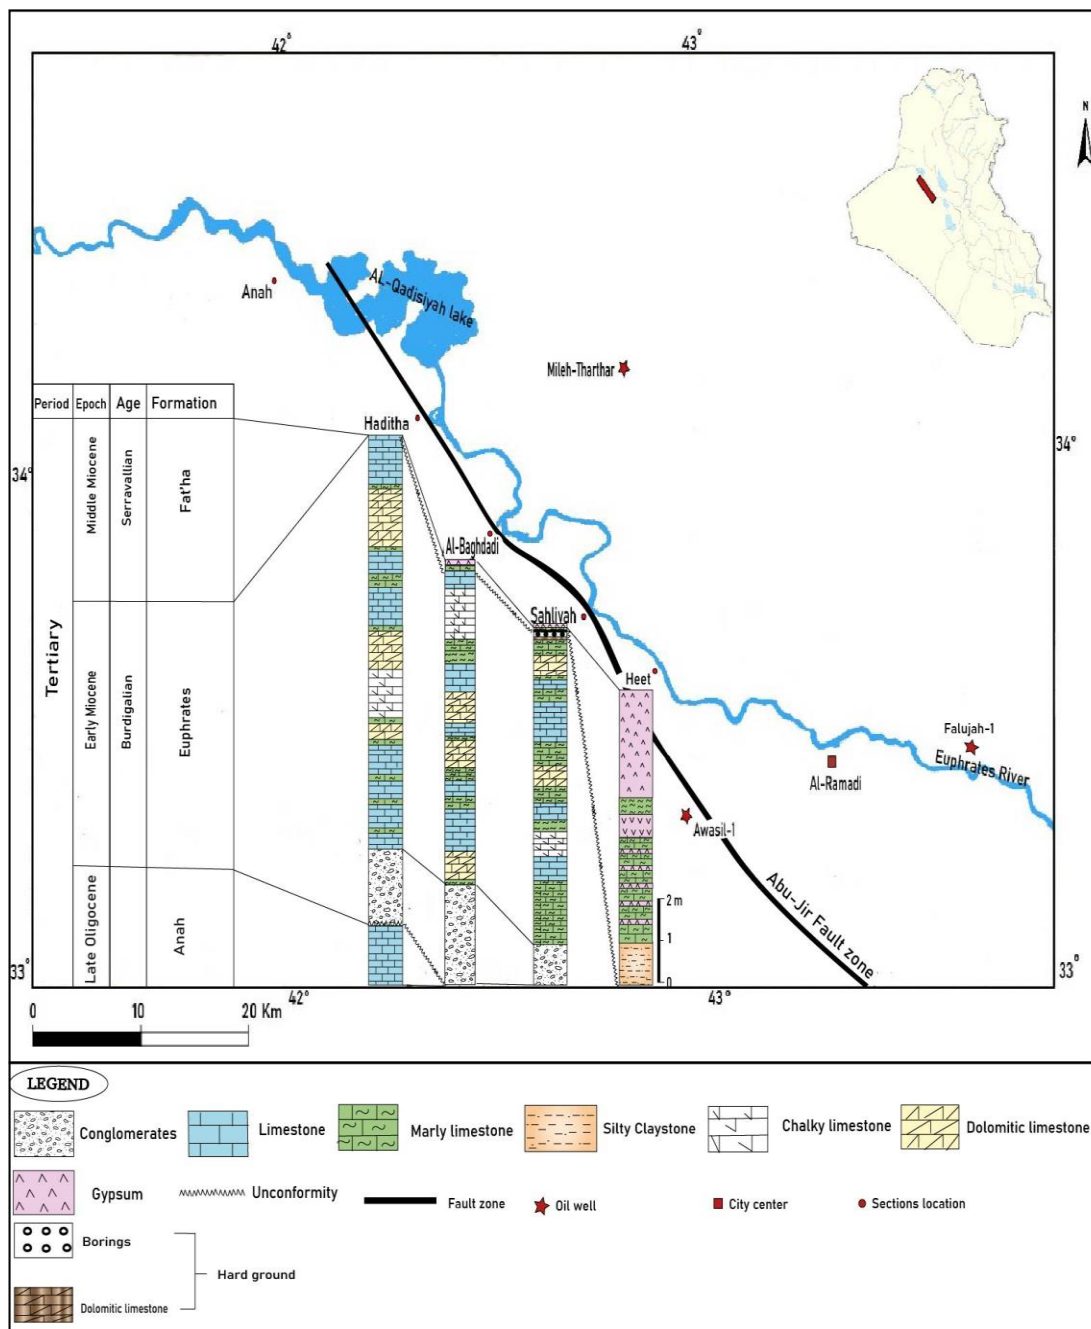 42°
43°
N
AL-Qadisiyah lake
Anah
Mileh-Tharthar
Period
Epoch
Age
Formation
Haditha
34°
34°
Middle Miocene
Serravallian
Fat'ha
Al-Baghdadi
Sahliyah
Tertiary
Early Miocene
Burdigalian
Euphrates
Heet
Falujah-1
Euphrates River
Al-Ramadi
Awasil-1
Late Oligocene
Anah
2 m
1
0
Abu-Jir Fault zone
33°
33°
42°
43°
0
10
20 Km
LEGEND
Conglomerates
Limestone
Marly limestone
Silty Claystone
Chalky limestone
Dolomitic limestone
Gypsum
Unconformity
Fault zone
Oil well
City center
Sections location
Borings
Hard ground
Dolomitic limestone